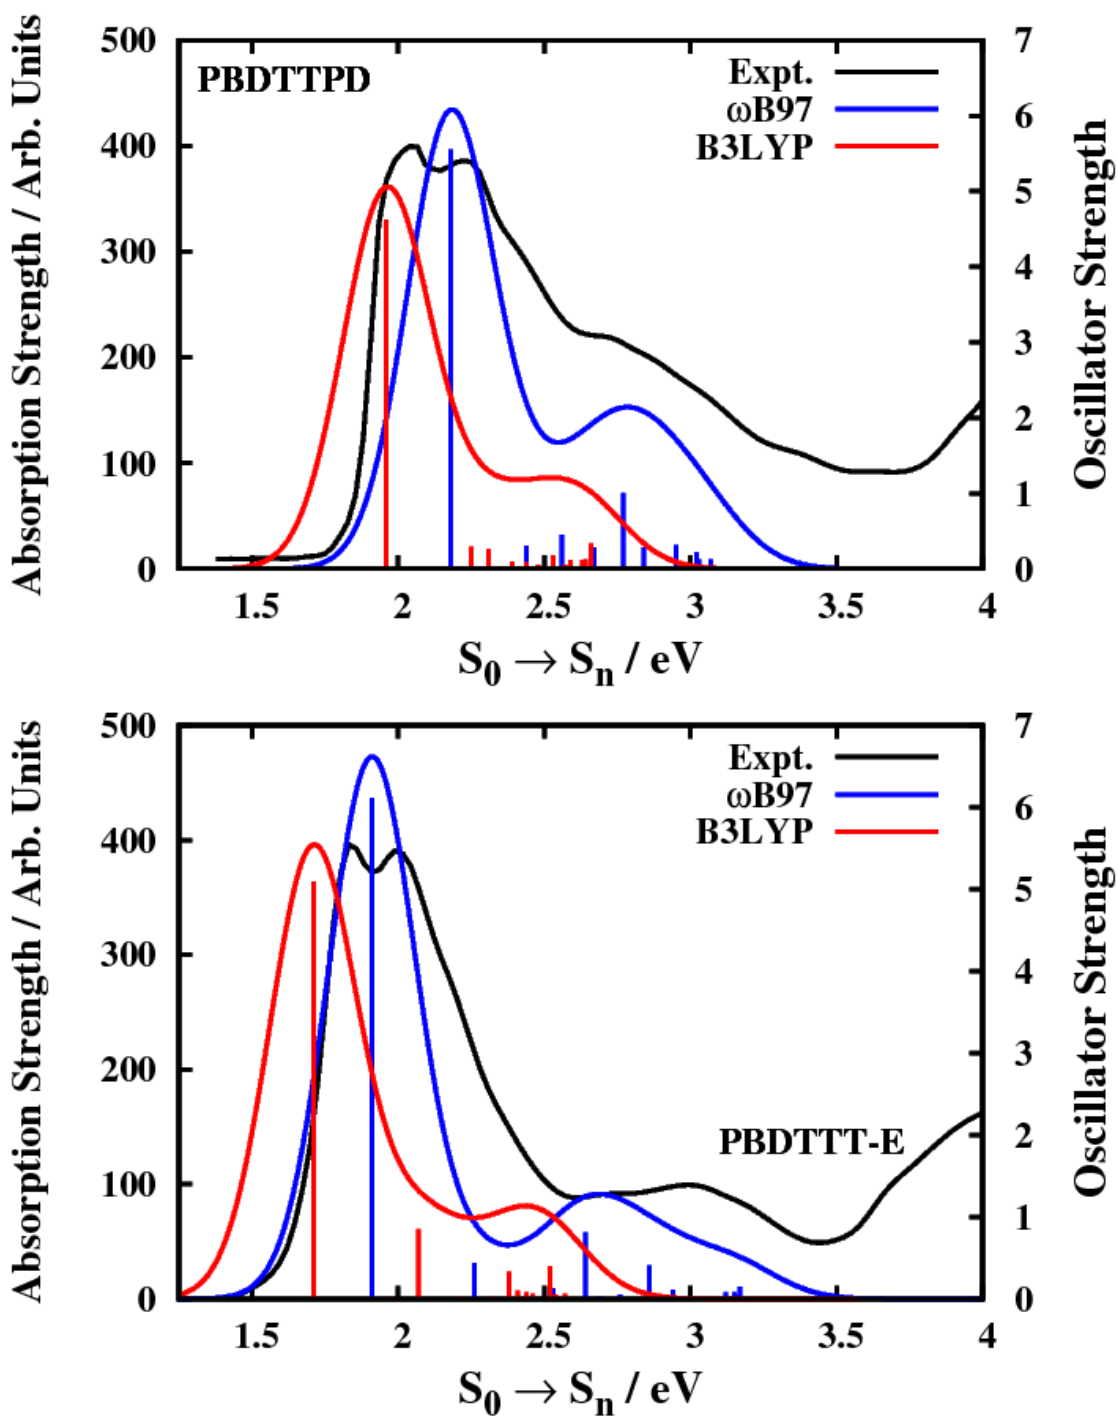 Absorption Strength / Arb. Units
500
400
300
200
100
0
PBDTTPD
Expt.
ωB97
B3LYP
7
6
5
4
3
2
1
0
Oscillator Strength
1.5 2 2.5 3 3.5 4
S₀ → Sₙ / eV
Absorption Strength / Arb. Units
500
400
300
200
100
0
Expt.
ωB97
B3LYP
PBDTTT-E
7
6
5
4
3
2
1
0
Oscillator Strength
1.5 2 2.5 3 3.5 4
S₀ → Sₙ / eV